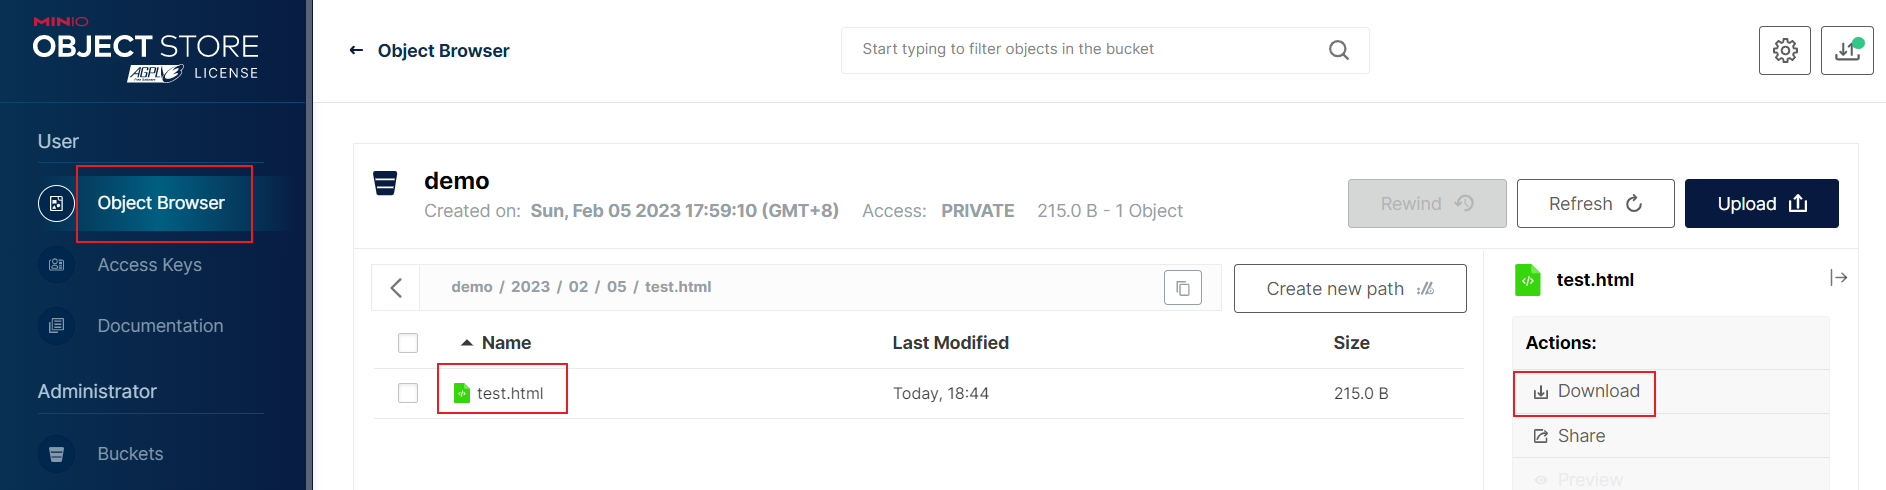 MINIO
OBJECT STORE
AGPLv3 LICENSE
User
Object Browser
Access Keys
Documentation
Administrator
Buckets
Object Browser
Start typing to filter objects in the bucket
demo
Created on: Sun, Feb 05 2023 17:59:10 (GMT+8) Access: PRIVATE 215.0 B - 1 Object
Rewind
Refresh
Upload
demo / 2023 / 02 / 05 / test.html
Create new path
Name Last Modified Size
test.html Today, 18:44 215.0 B
test.html
Actions:
Download
Share
Preview